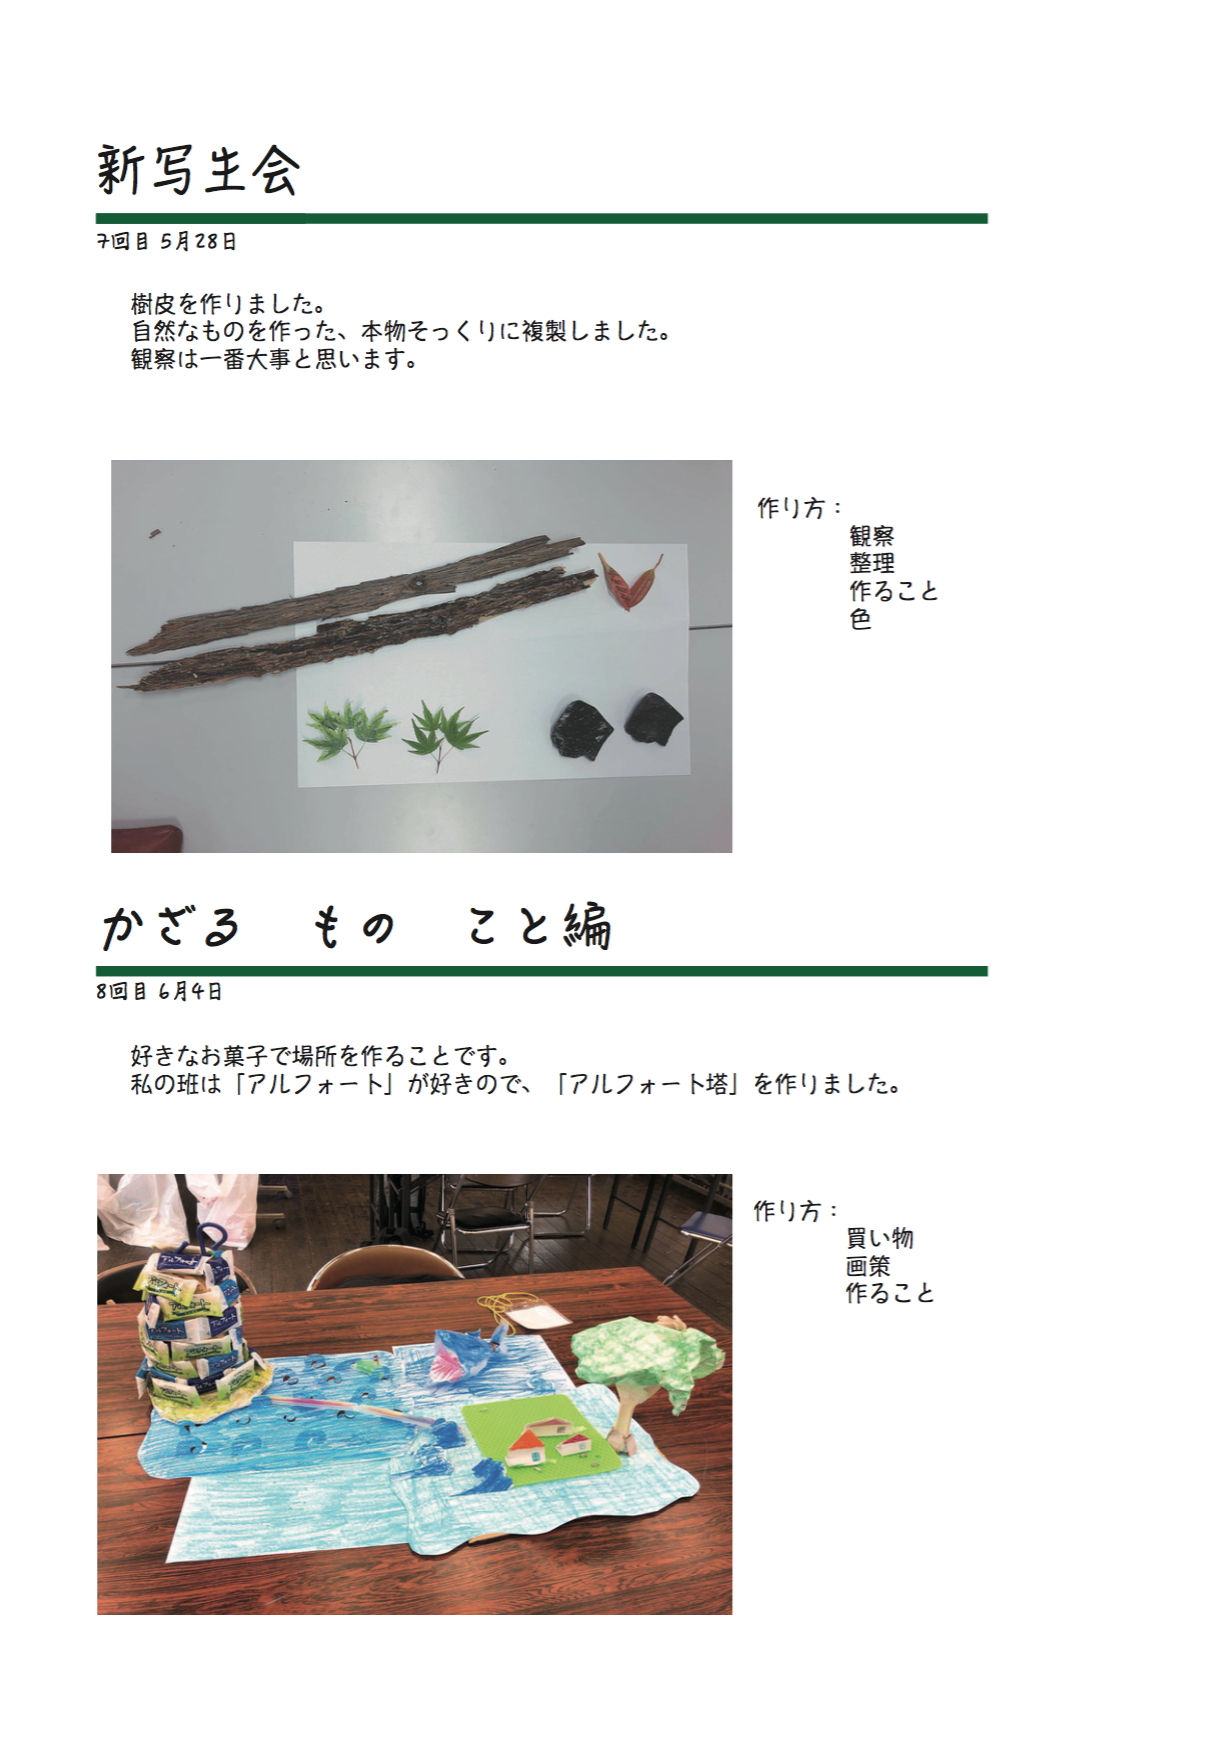 新写生会
7回目 5月28日
樹皮を作りました。
自然なものを作った、本物そっくりに複製しました。
観察は一番大事と思います。
作り方：
観察
整理
作ること
色
かざる　もの　こと編
8回目 6月4日
好きなお菓子で場所を作ることです。
私の班は「アルフォート」が好きので、「アルフォート塔」を作りました。
作り方：
買い物
画策
作ること